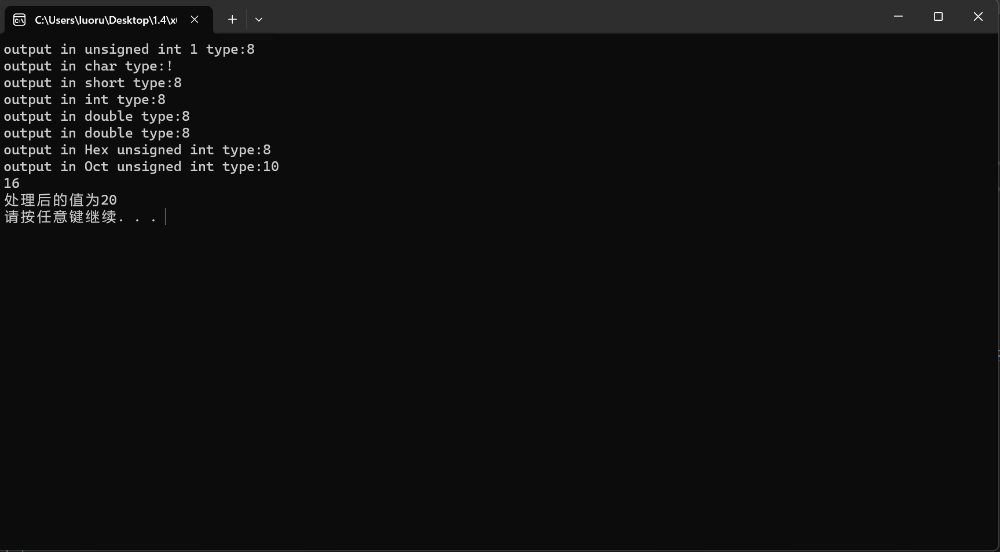 C:\Users\luoru\Desktop\1.4\x
output in unsigned int 1 type:8
output in char type:!
output in short type:8
output in int type:8
output in double type:8
output in double type:8
output in Hex unsigned int type:8
output in Oct unsigned int type:10
16
处理后的值为20
请按任意键继续. . .